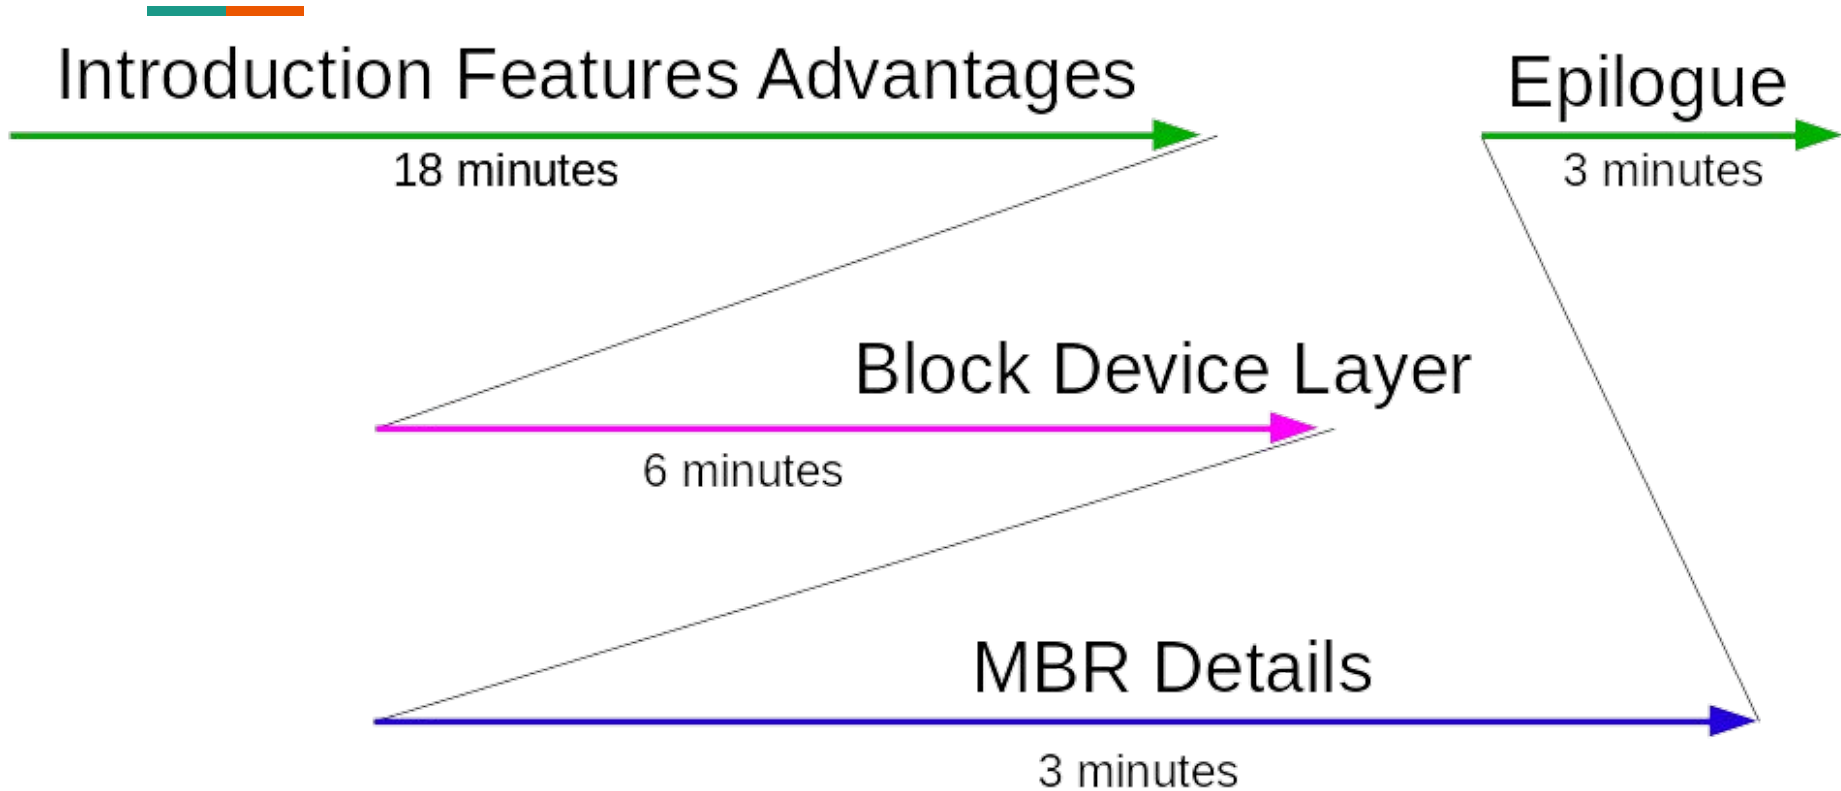 Introduction Features Advantages
18 minutes
Epilogue
3 minutes
Block Device Layer
6 minutes
MBR Details
3 minutes